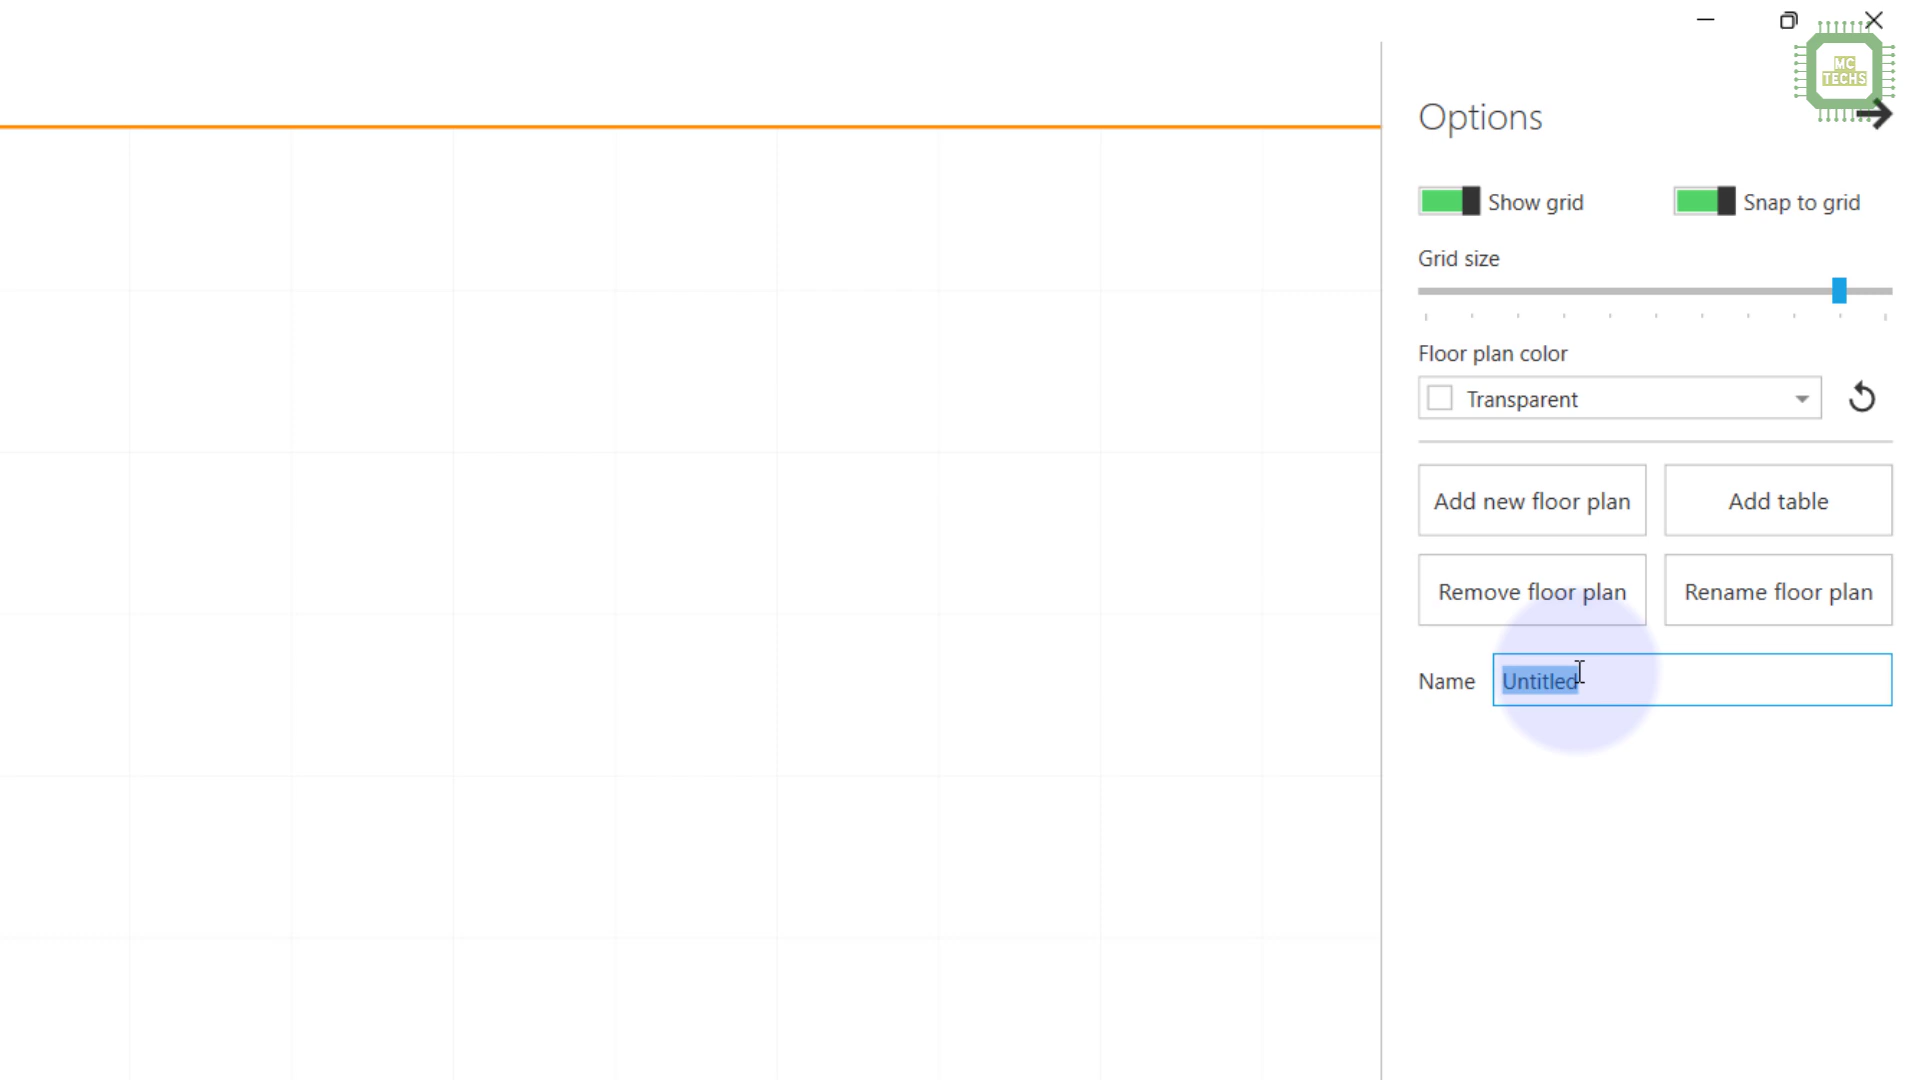 MC
TECHS
Options
Show grid
Snap to grid
Grid size
Floor plan color
Transparent
Add new floor plan
Add table
Remove floor plan
Rename floor plan
Name
Untitled